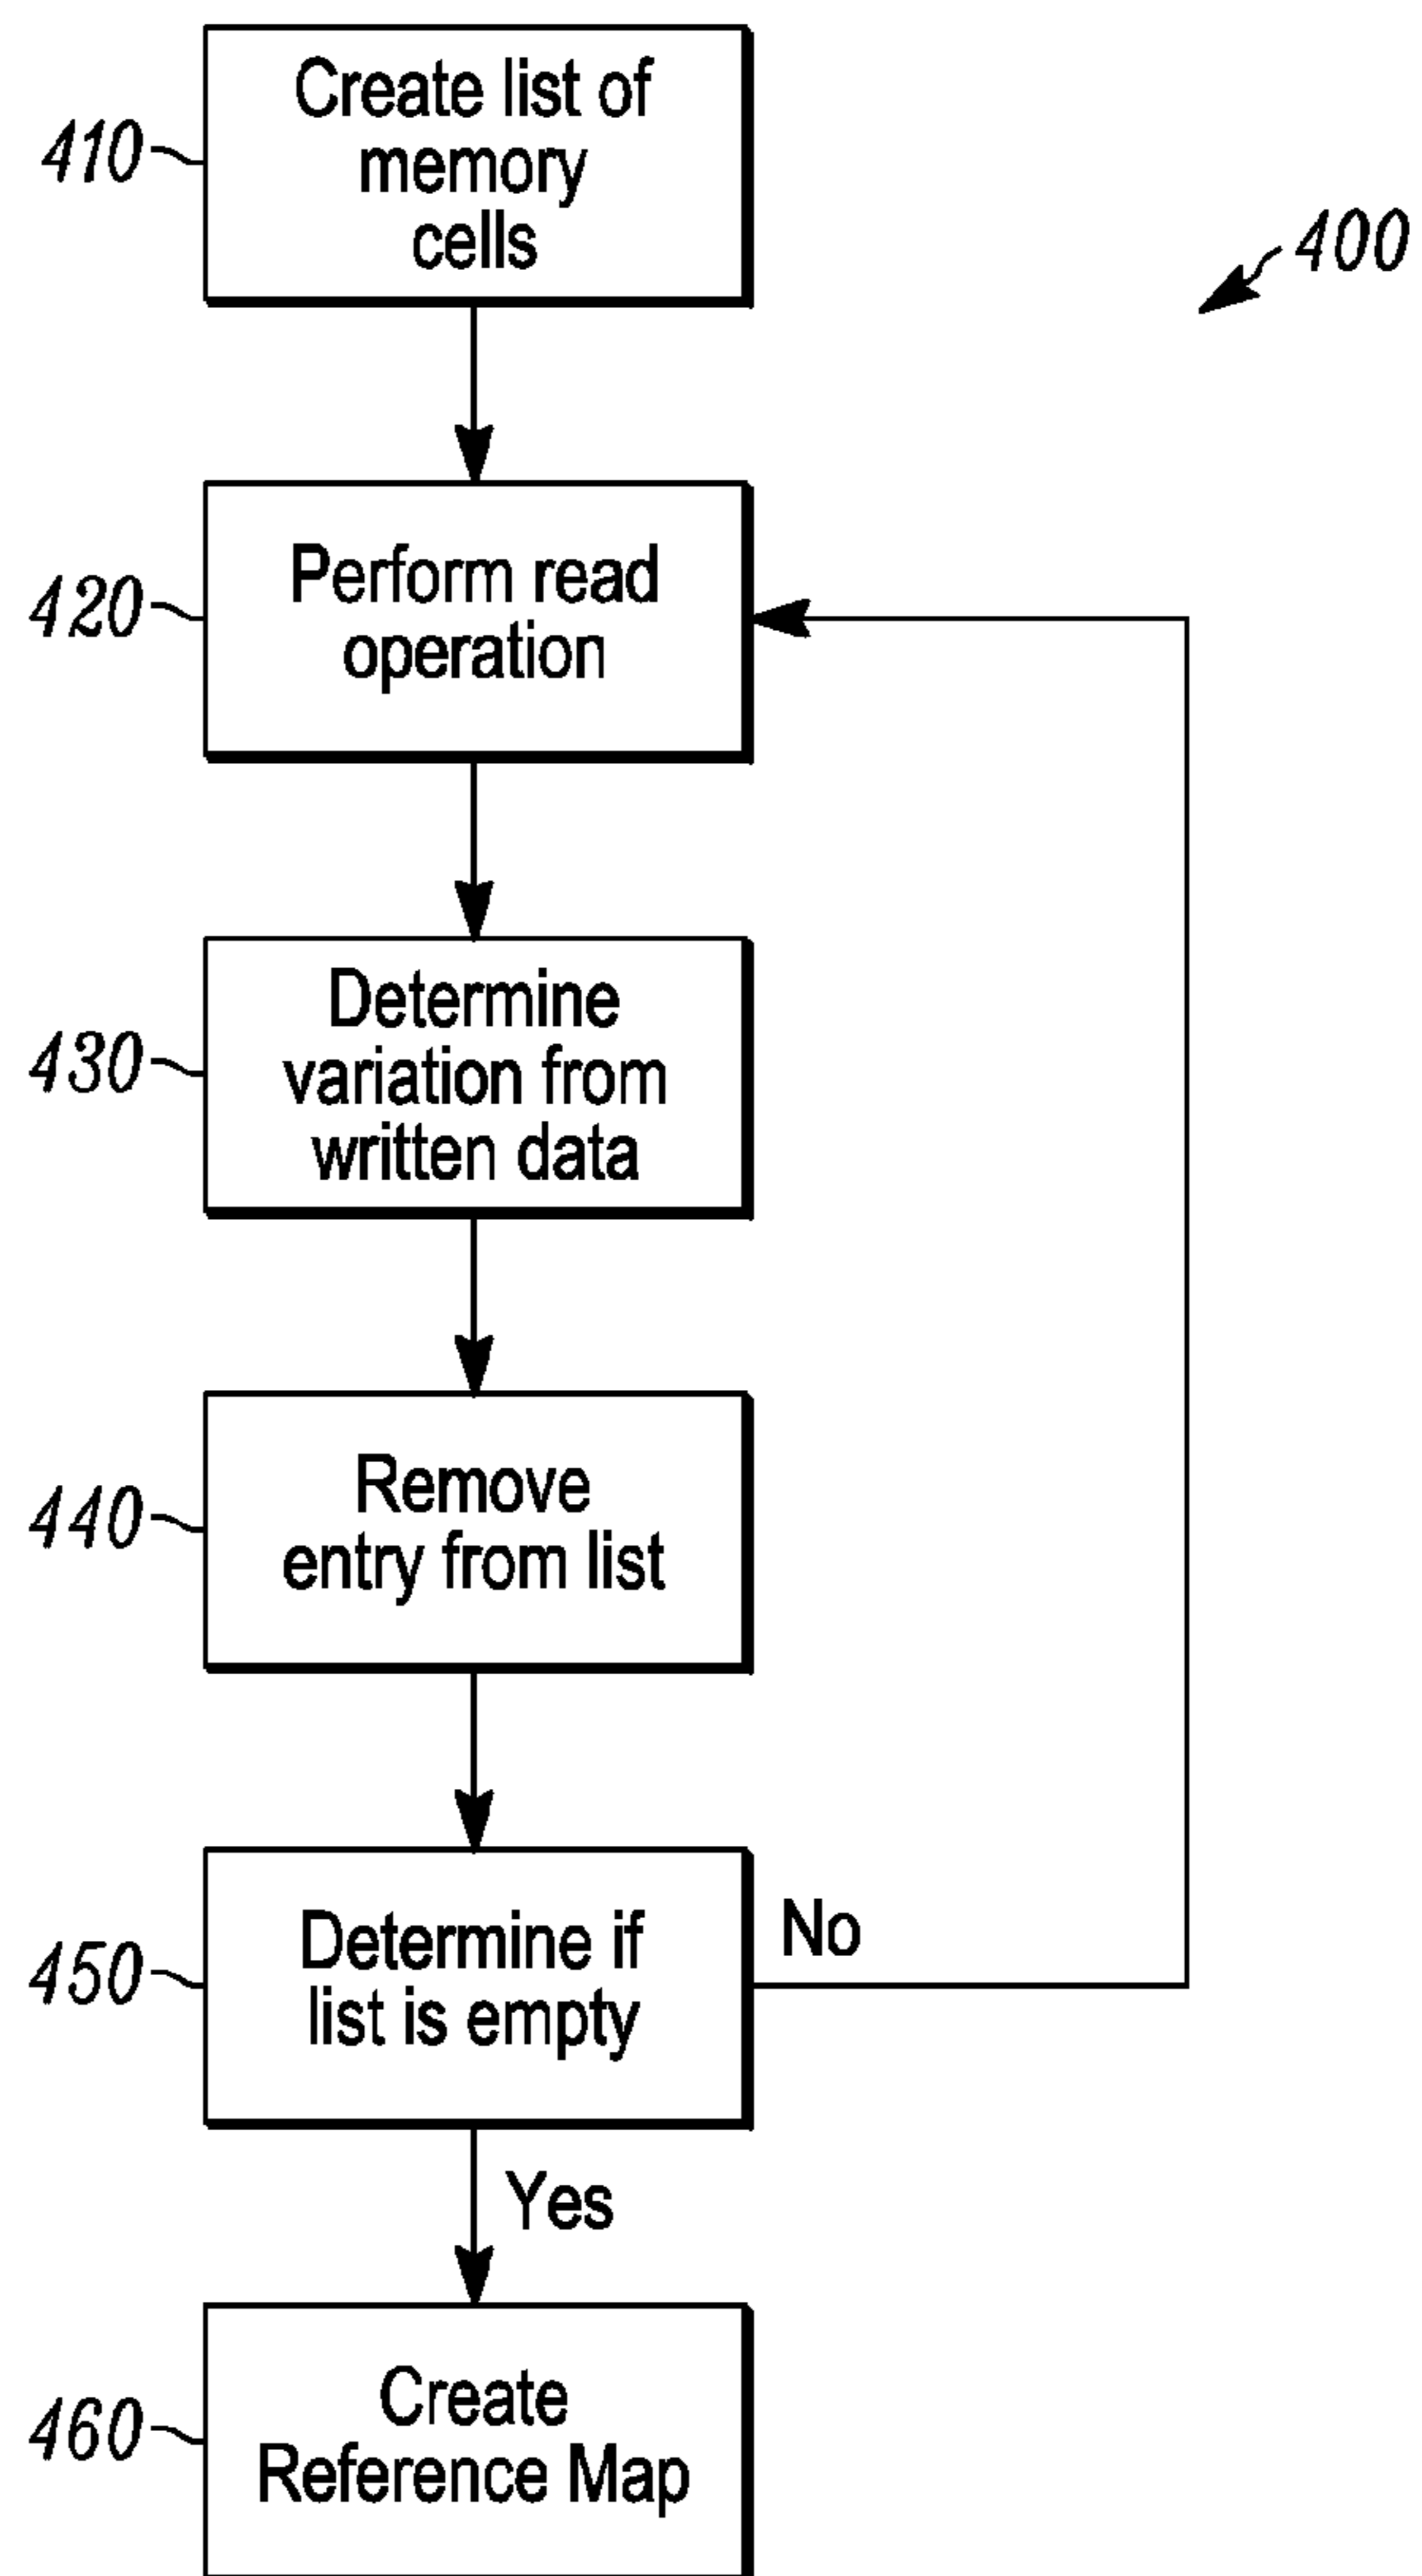 410
Create list of
memory
cells
400
420
Perform read
operation
430
Determine
variation from
written data
440
Remove
entry from list
450
Determine if
list is empty
No
Yes
460
Create
Reference Map